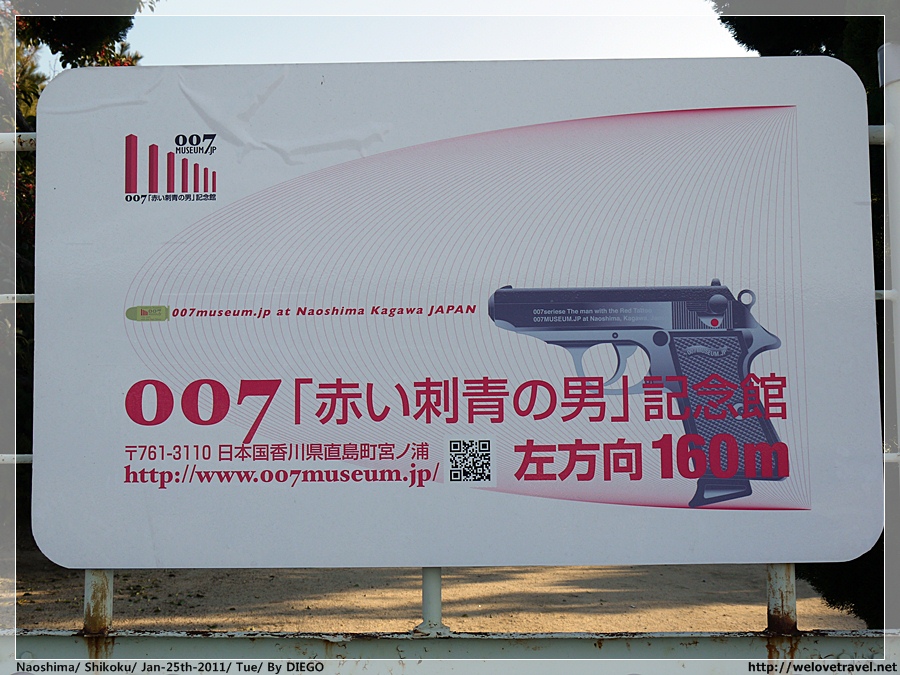 007
MUSEUM.JP
007「赤い刺青の男」記念館
007museum.jp at Naoshima Kagawa JAPAN
007seriese The man with the Red Tattoo
007MUSEUM.JP at Naoshima, Kagawa,
007「赤い刺青の男」記念館
〒761-3110 日本国香川県直島町宮ノ浦
http://www.007museum.jp/
左方向 160m
Naoshima/ Shikoku/ Jan-25th-2011/ Tue/ By DIEGO
http://welovetravel.net